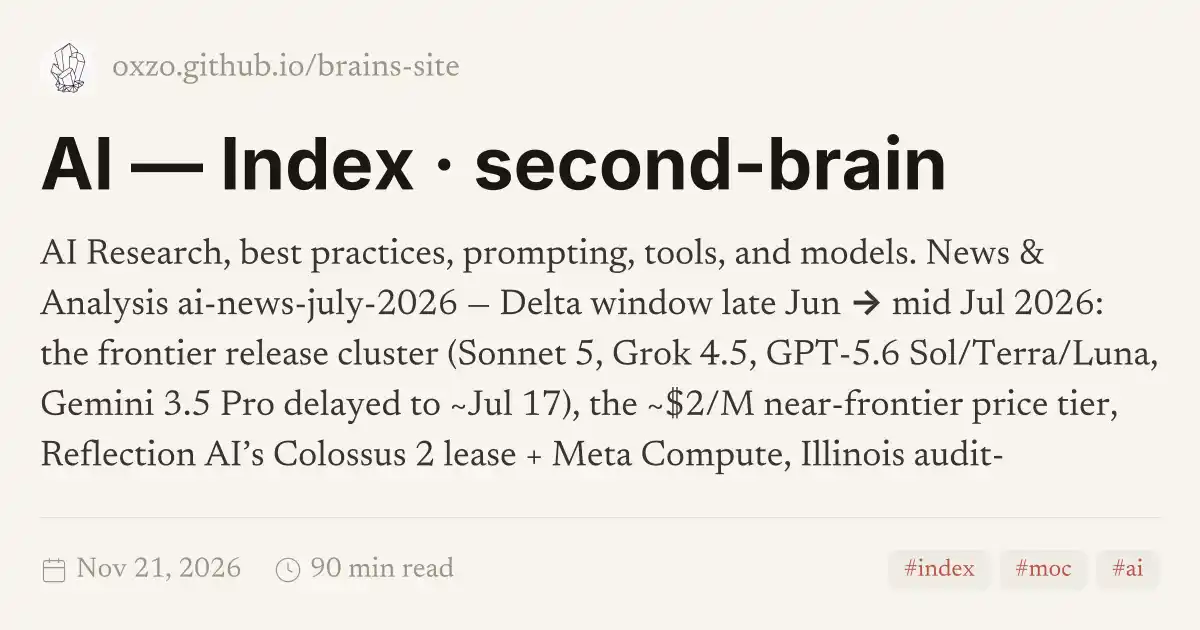 oxzo.github.io/brains-site
AI — Index · second-brain
AI Research, best practices, prompting, tools, and models. News &
Analysis ai-news-july-2026 — Delta window late Jun → mid Jul 2026:
the frontier release cluster (Sonnet 5, Grok 4.5, GPT-5.6 Sol/Terra/Luna,
Gemini 3.5 Pro delayed to ~Jul 17), the ~$2/M near-frontier price tier,
Reflection AI’s Colossus 2 lease + Meta Compute, Illinois audit-
Nov 21, 2026 90 min read #index #moc #ai